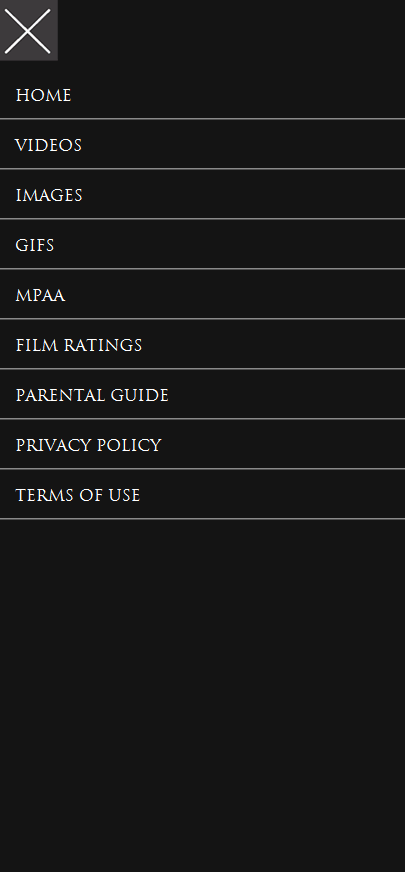 HOME
VIDEOS
IMAGES
GIFS
MPAA
FILM RATINGS
PARENTAL GUIDE
PRIVACY POLICY
TERMS OF USE